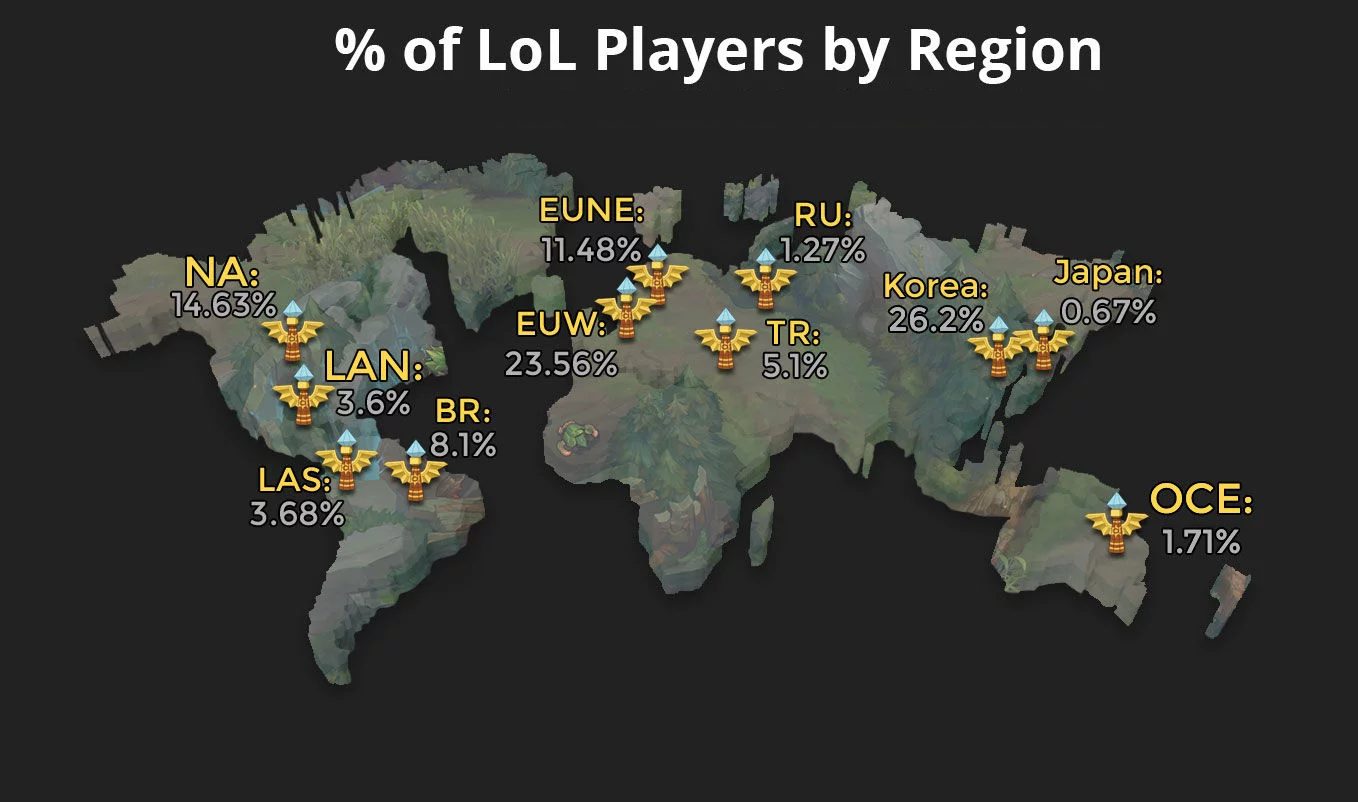 % of LoL Players by Region
EUNE:
11.48%
RU:
1.27%
NA:
14.63%
Korea:
26.2%
Japan:
0.67%
EUW:
23.56%
TR:
5.1%
LAN:
3.6%
BR:
8.1%
LAS:
3.68%
OCE:
1.71%